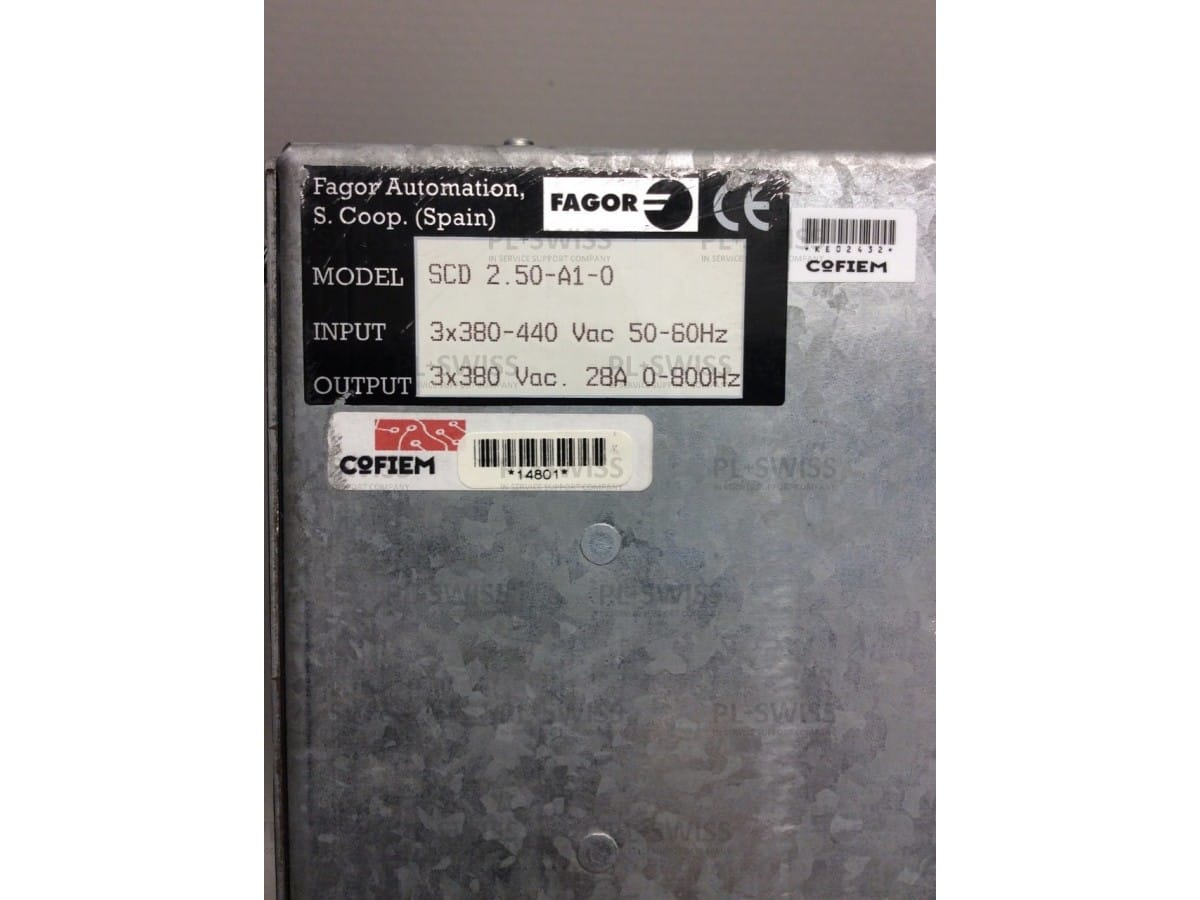 Fagor Automation,
S. Coop. (Spain)
FAGOR
CE
*KE02432*
COFIEM
MODEL SCD 2.50-A1-0
INPUT 3x380-440 Vac 50-60Hz
OUTPUT 3x380 Vac. 28A 0-800Hz
COFIEM
*14801*
PL+SWISS
IN SERVICE SUPPORT COMPANY